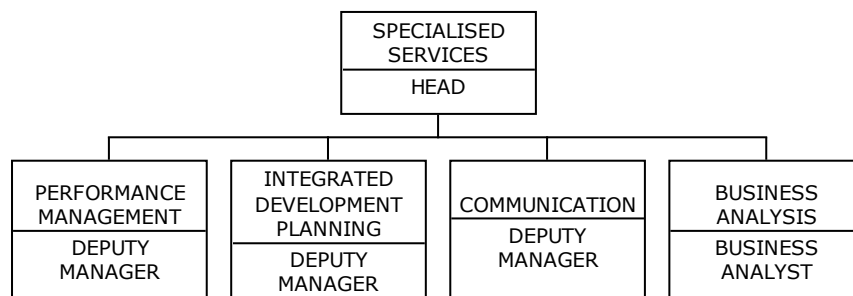 SPECIALISED
SERVICES
HEAD
PERFORMANCE
MANAGEMENT
DEPUTY
MANAGER
INTEGRATED
DEVELOPMENT
PLANNING
DEPUTY
MANAGER
COMMUNICATION
DEPUTY
MANAGER
BUSINESS
ANALYSIS
BUSINESS
ANALYST